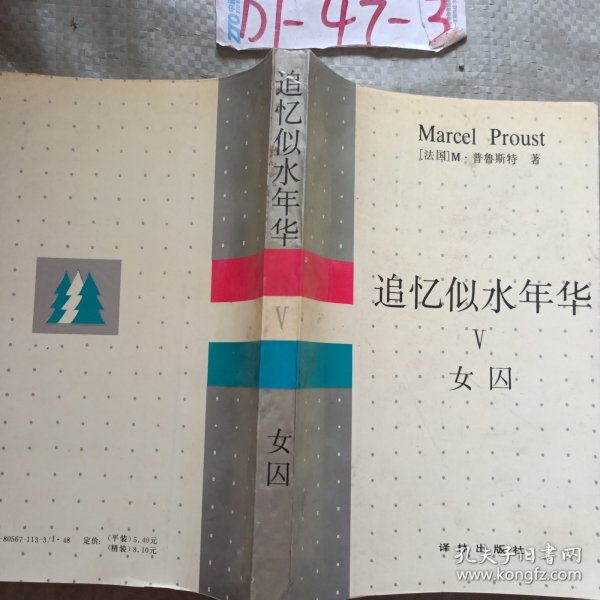 D1-47-3
追忆似水年华
V
女囚
Marcel Proust
[法国]M·普鲁斯特 著
追忆似水年华
V
女囚
译林出版社
-80567-113-3/I·48 定价:(平装)5.40元
(精装)8.10元
孔夫子旧书网
www.kongfz.com